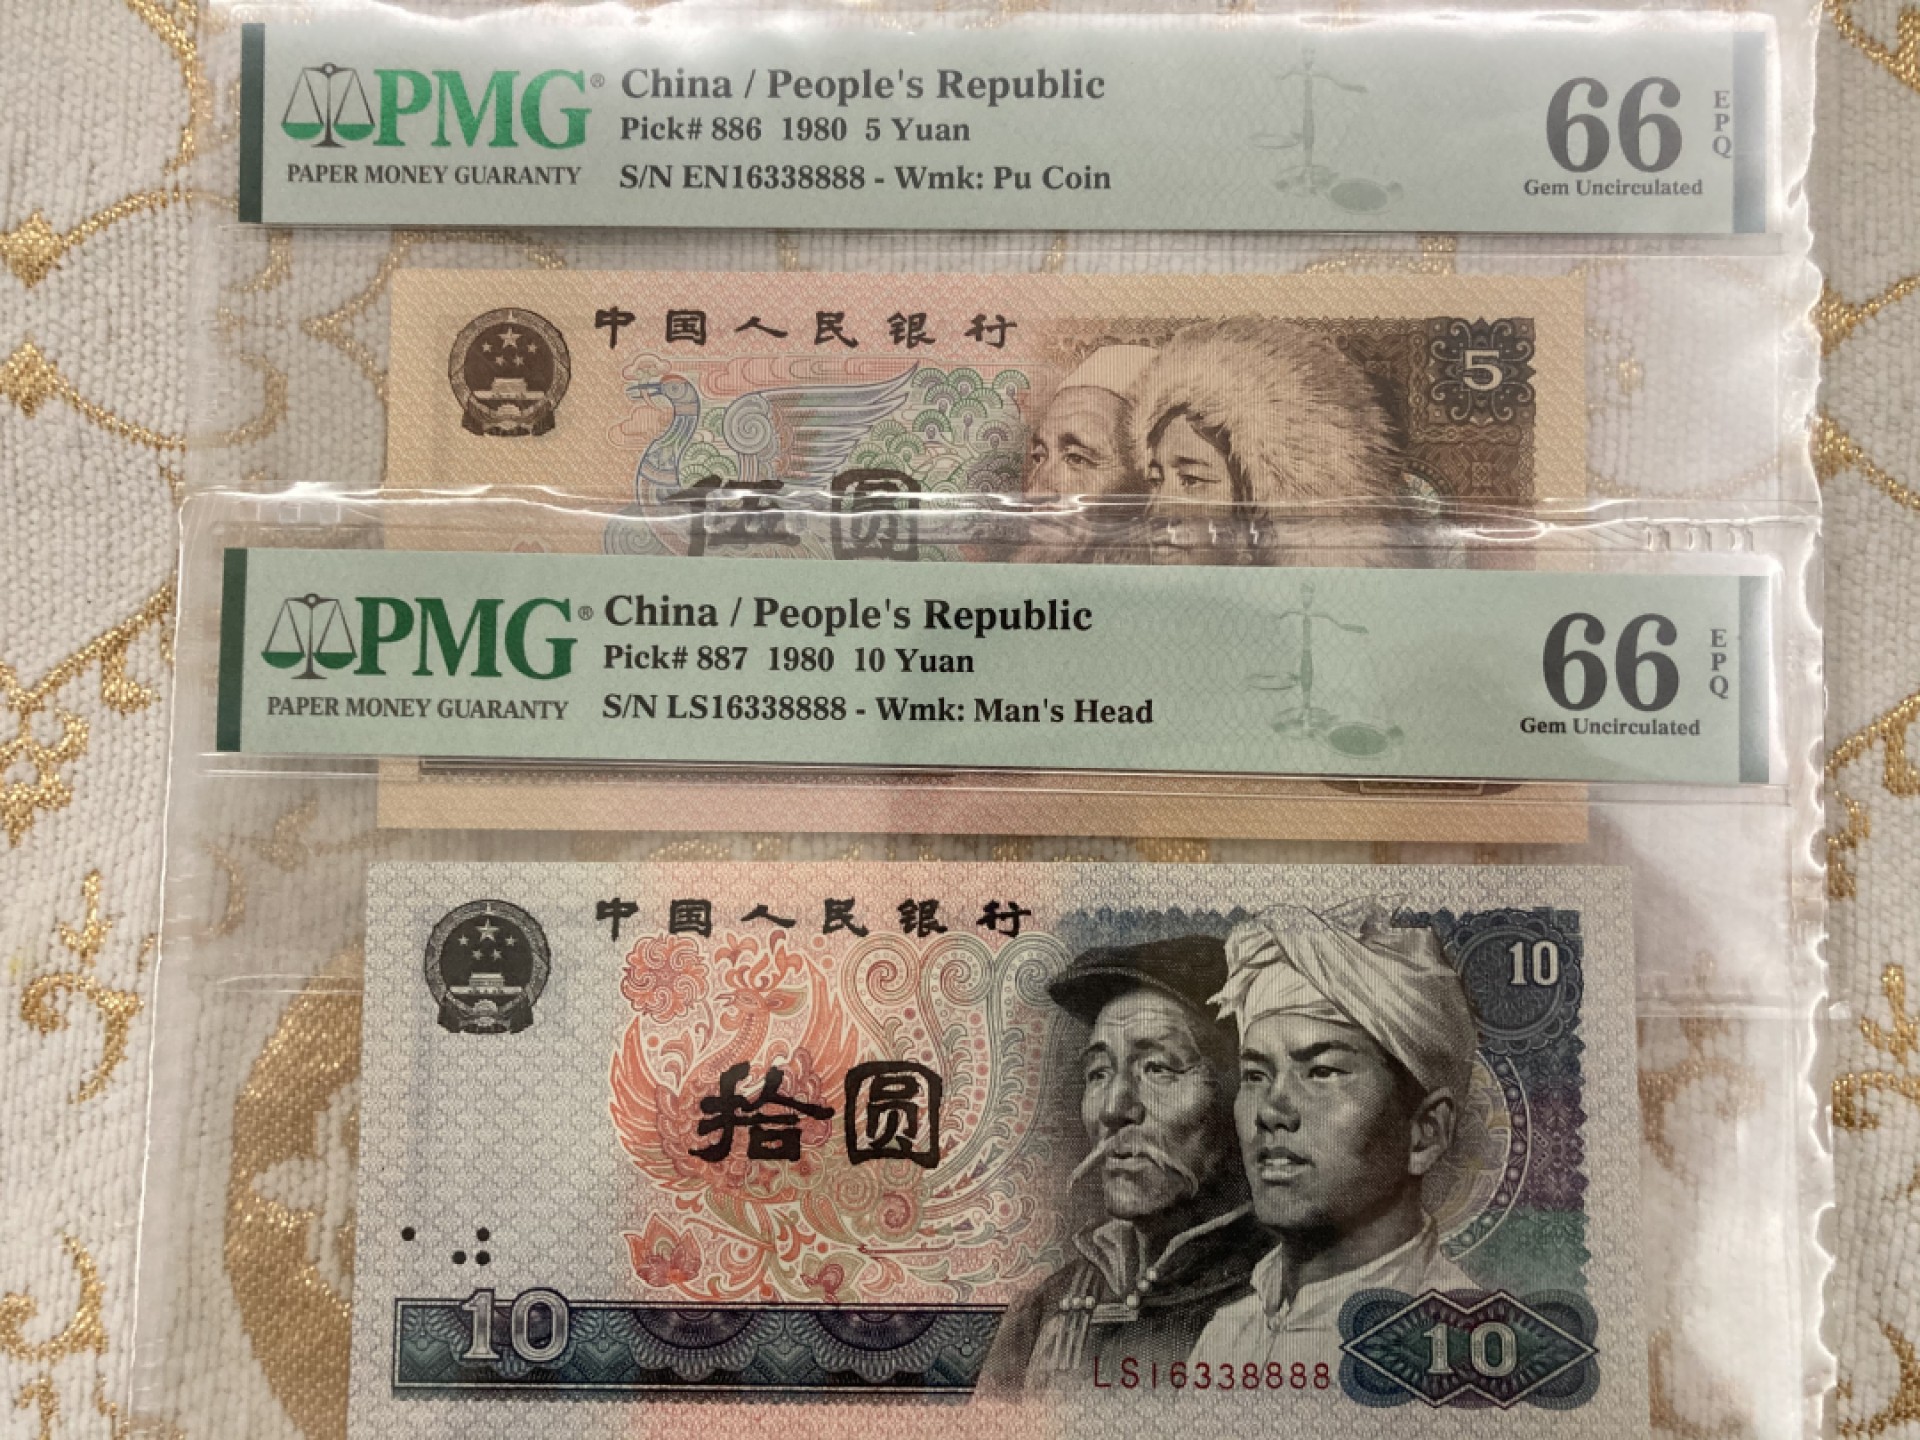 PMG®
PAPER MONEY GUARANTY
China / People's Republic
Pick# 886 1980 5 Yuan
S/N EN16338888 - Wmk: Pu Coin
66
EPQ
Gem Uncirculated
中国人民银行
5
伍圆
PMG®
PAPER MONEY GUARANTY
China / People's Republic
Pick# 887 1980 10 Yuan
S/N LS16338888 - Wmk: Man's Head
66
EPQ
Gem Uncirculated
中国人民银行
10
拾圆
10
LS16338888
10